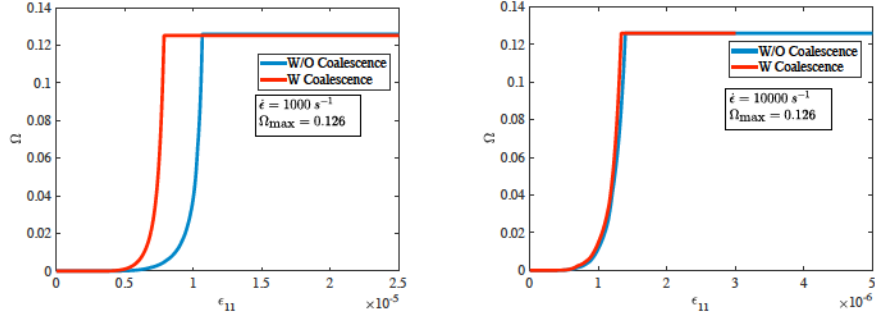 0.14
0.12
0.1
0.08
0.06
0.04
0.02
0
Ω
W/O Coalescence
W Coalescence
ϵ̇ = 1000 s⁻¹
Ωmax = 0.126
0 0.5 1 1.5 2 2.5
×10⁻⁵
ϵ₁₁
0.14
0.12
0.1
0.08
0.06
0.04
0.02
0
Ω
W/O Coalescence
W Coalescence
ϵ̇ = 10000 s⁻¹
Ωmax = 0.126
0 1 2 3 4 5
×10⁻⁶
ϵ₁₁